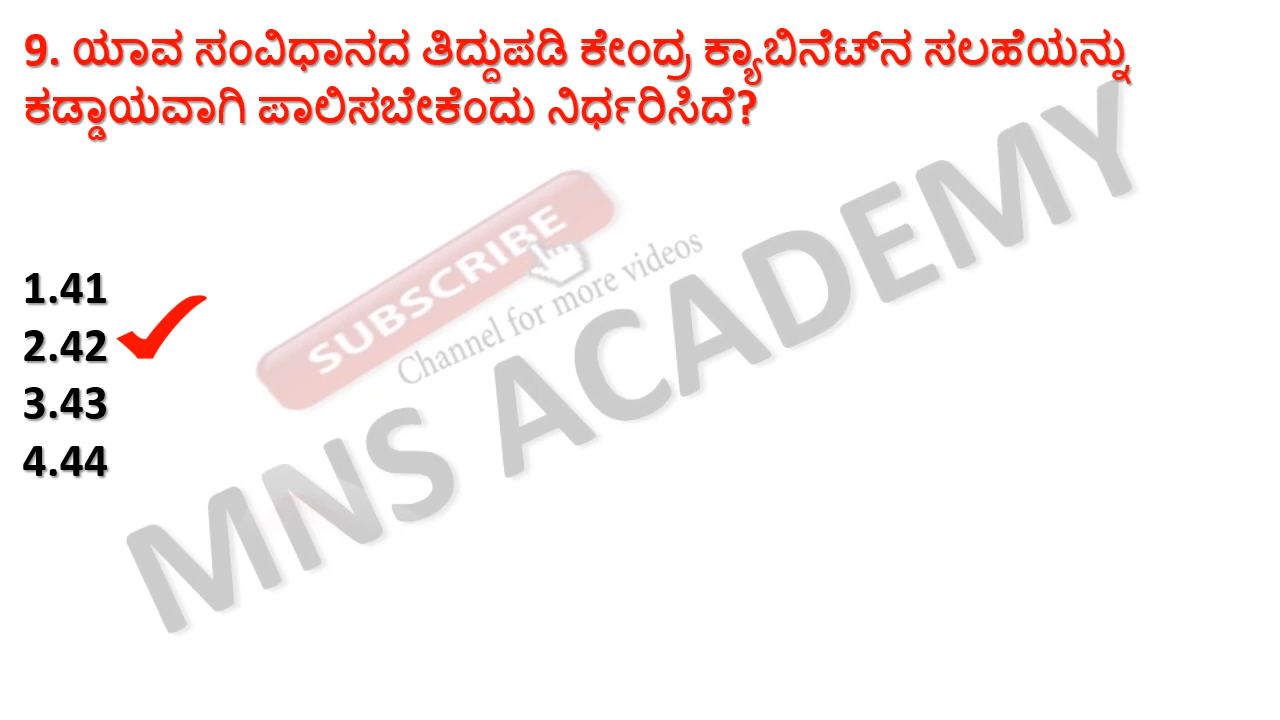 9. ಯಾವ ಸಂವಿಧಾನದ ತಿದ್ದುಪಡಿ ಕೇಂದ್ರ ಕ್ಯಾಬಿನೆಟ್‌ನ ಸಲಹೆಯನ್ನು
ಕಡ್ಡಾಯವಾಗಿ ಪಾಲಿಸಬೇಕೆಂದು ನಿರ್ಧರಿಸಿದೆ?
SUBSCRIBE
Channel for more videos
MNS ACADEMY
1.41
2.42
3.43
4.44